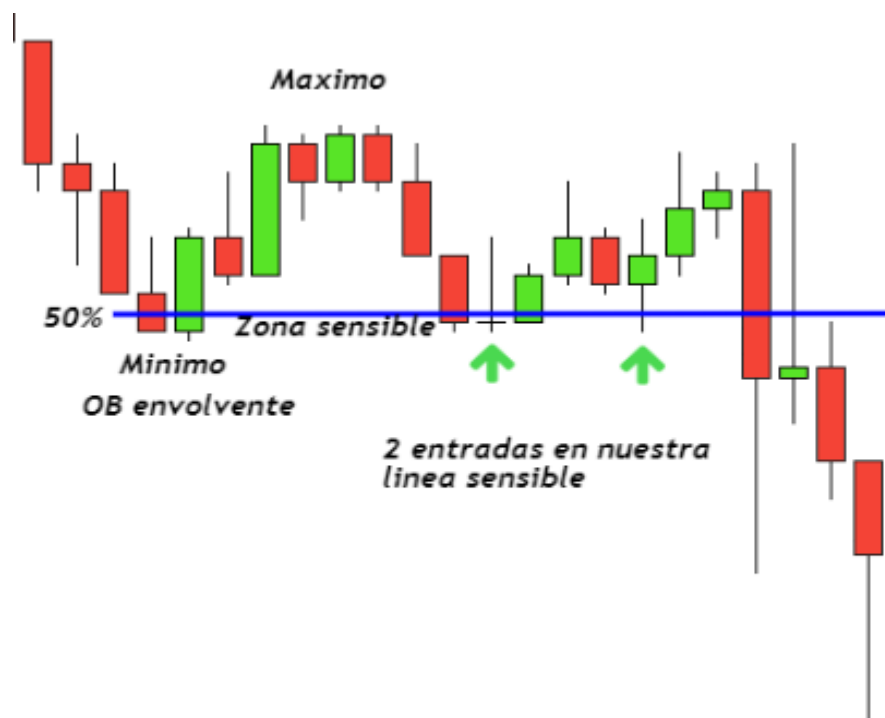 Maximo
50%
Zona sensible
Minimo
OB envolvente
2 entradas en nuestra
linea sensible